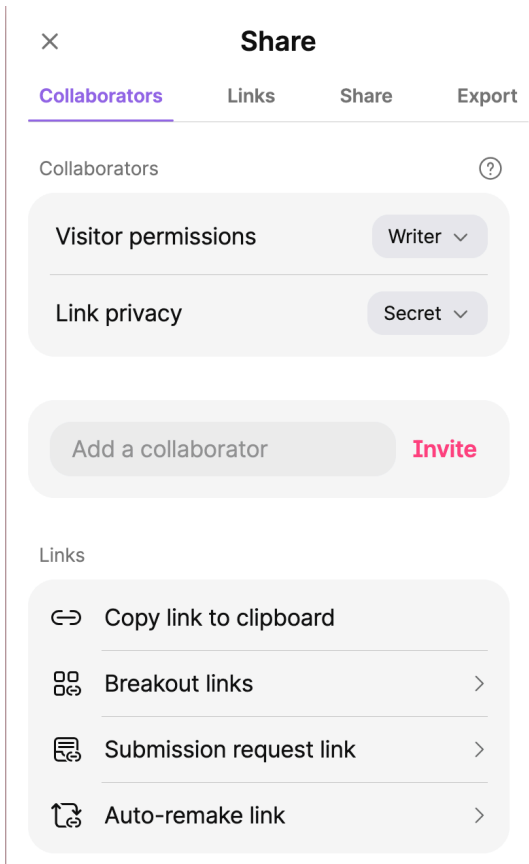 Share
Collaborators Links Share Export
Collaborators ?
Visitor permissions Writer
Link privacy Secret
Add a collaborator Invite
Links
Copy link to clipboard
Breakout links
Submission request link
Auto-remake link